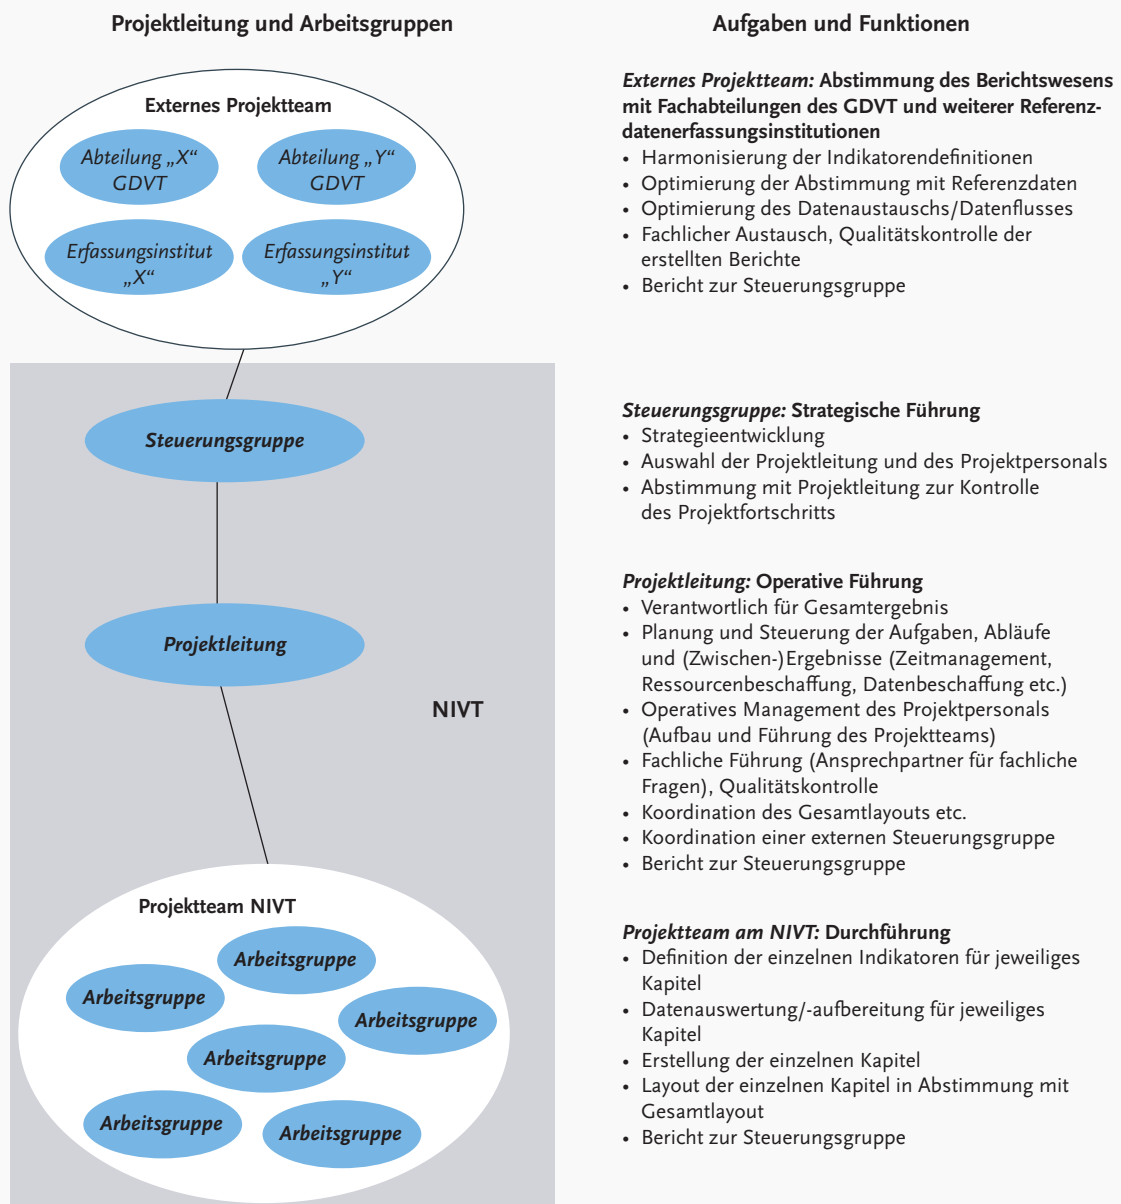 Projektleitung und Arbeitsgruppen
Externes Projektteam
Abteilung „X“
GDVT
Abteilung „Y“
GDVT
Erfassungsinstitut
„X“
Erfassungsinstitut
„Y“
Steuerungsgruppe
Projektleitung
NIVT
Projektteam NIVT
Arbeitsgruppe
Arbeitsgruppe
Arbeitsgruppe
Arbeitsgruppe
Arbeitsgruppe
Arbeitsgruppe
Aufgaben und Funktionen
Externes Projektteam: Abstimmung des Berichtswesens
mit Fachabteilungen des GDVT und weiterer Referenz-
datenerfassungsinstitutionen
• Harmonisierung der Indikatorendefinitionen
• Optimierung der Abstimmung mit Referenzdaten
• Optimierung des Datenaustauschs/Datenflusses
• Fachlicher Austausch, Qualitätskontrolle der
erstellten Berichte
• Bericht zur Steuerungsgruppe
Steuerungsgruppe: Strategische Führung
• Strategieentwicklung
• Auswahl der Projektleitung und des Projektpersonals
• Abstimmung mit Projektleitung zur Kontrolle
des Projektfortschritts
Projektleitung: Operative Führung
• Verantwortlich für Gesamtergebnis
• Planung und Steuerung der Aufgaben, Abläufe
und (Zwischen-)Ergebnisse (Zeitmanagement,
Ressourcenbeschaffung, Datenbeschaffung etc.)
• Operatives Management des Projektpersonals
(Aufbau und Führung des Projektteams)
• Fachliche Führung (Ansprechpartner für fachliche
Fragen), Qualitätskontrolle
• Koordination des Gesamtlayouts etc.
• Koordination einer externen Steuerungsgruppe
• Bericht zur Steuerungsgruppe
Projektteam am NIVT: Durchführung
• Definition der einzelnen Indikatoren für jeweiliges
Kapitel
• Datenauswertung/-aufbereitung für jeweiliges
Kapitel
• Erstellung der einzelnen Kapitel
• Layout der einzelnen Kapitel in Abstimmung mit
Gesamtlayout
• Bericht zur Steuerungsgruppe